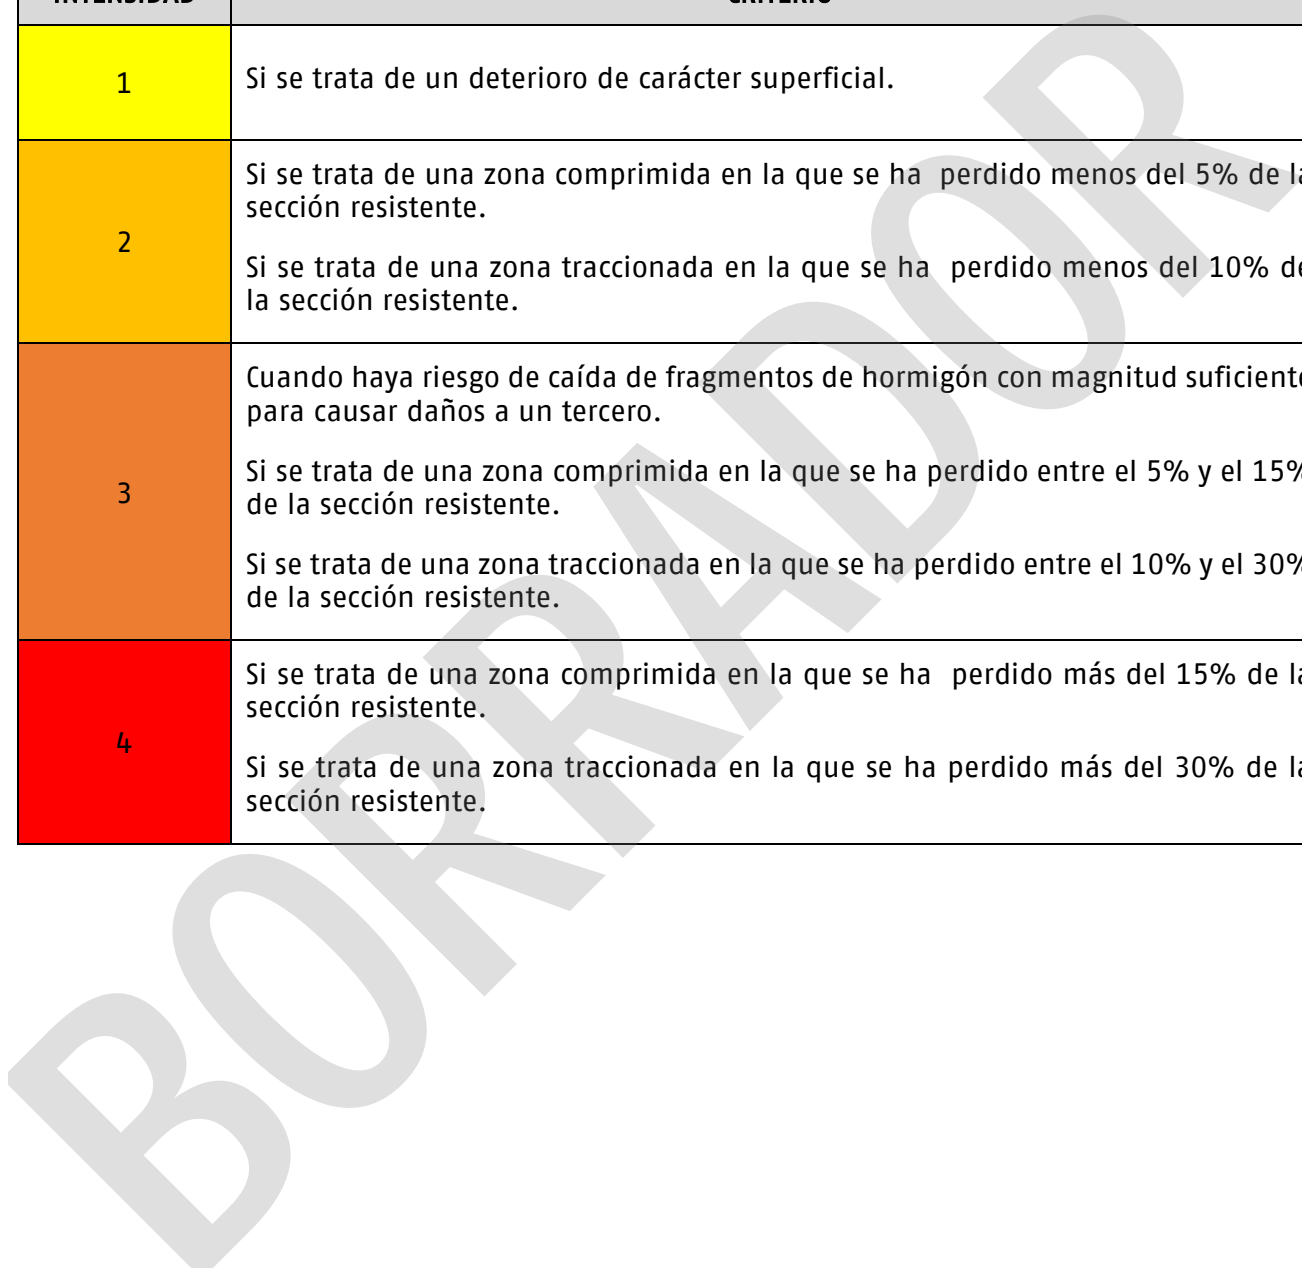 INTENSIDAD CRITERIO
1 Si se trata de un deterioro de carácter superficial.
Si se trata de una zona comprimida en la que se ha perdido menos del 5% de la
sección resistente.
2
Si se trata de una zona traccionada en la que se ha perdido menos del 10% de
la sección resistente.
Cuando haya riesgo de caída de fragmentos de hormigón con magnitud suficiente
para causar daños a un tercero.
Si se trata de una zona comprimida en la que se ha perdido entre el 5% y el 15%
3
de la sección resistente.
Si se trata de una zona traccionada en la que se ha perdido entre el 10% y el 30%
de la sección resistente.
Si se trata de una zona comprimida en la que se ha perdido más del 15% de la
sección resistente.
4
Si se trata de una zona traccionada en la que se ha perdido más del 30% de la
sección resistente.
BORRADOR